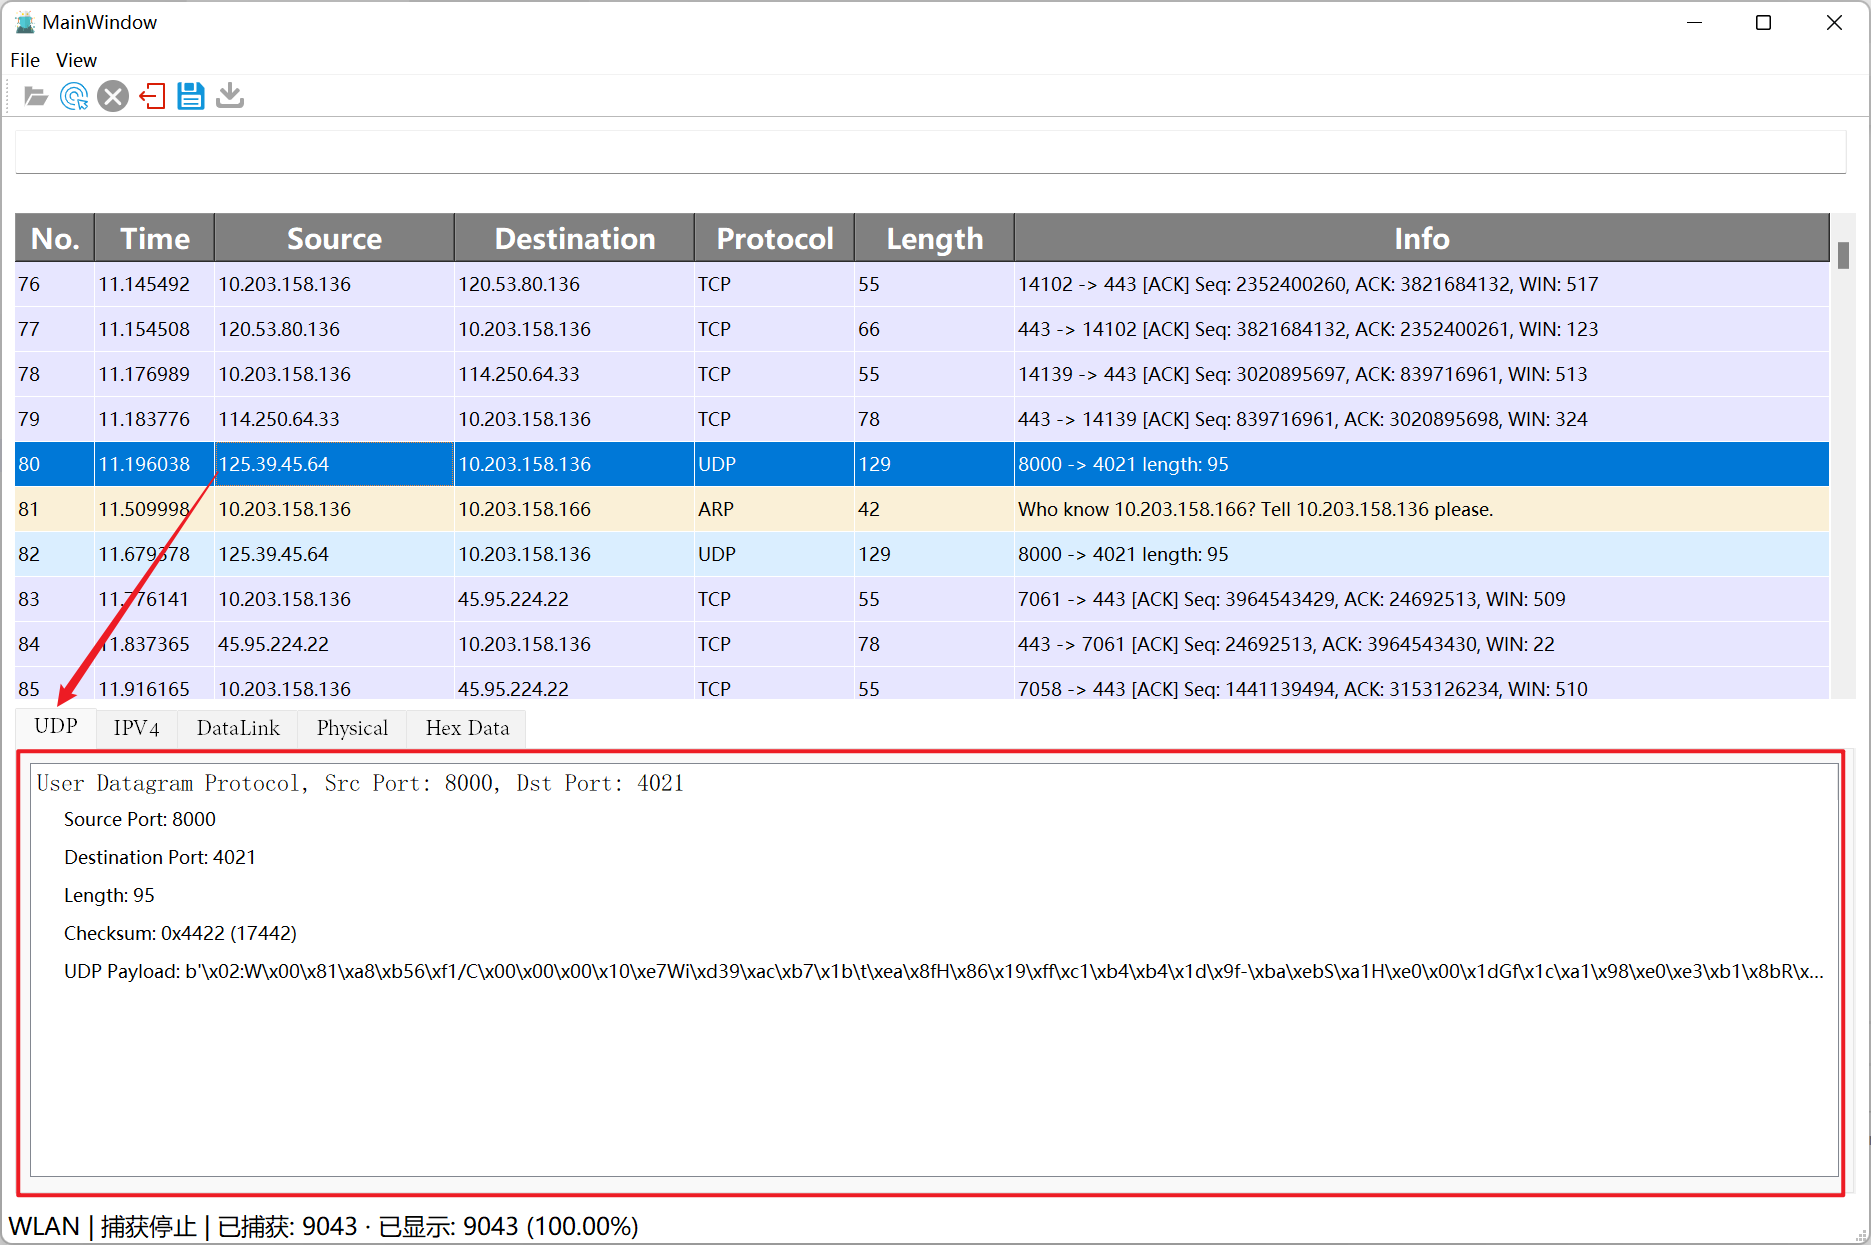 MainWindow
File View
No. Time Source Destination Protocol Length Info
76 11.145492 10.203.158.136 120.53.80.136 TCP 55 14102 -> 443 [ACK] Seq: 2352400260, ACK: 3821684132, WIN: 517
77 11.154508 120.53.80.136 10.203.158.136 TCP 66 443 -> 14102 [ACK] Seq: 3821684132, ACK: 2352400261, WIN: 123
78 11.176989 10.203.158.136 114.250.64.33 TCP 55 14139 -> 443 [ACK] Seq: 3020895697, ACK: 839716961, WIN: 513
79 11.183776 114.250.64.33 10.203.158.136 TCP 78 443 -> 14139 [ACK] Seq: 839716961, ACK: 3020895698, WIN: 324
80 11.196038 125.39.45.64 10.203.158.136 UDP 129 8000 -> 4021 length: 95
81 11.509998 10.203.158.136 10.203.158.166 ARP 42 Who know 10.203.158.166? Tell 10.203.158.136 please.
82 11.679378 125.39.45.64 10.203.158.136 UDP 129 8000 -> 4021 length: 95
83 11.776141 10.203.158.136 45.95.224.22 TCP 55 7061 -> 443 [ACK] Seq: 3964543429, ACK: 24692513, WIN: 509
84 11.837365 45.95.224.22 10.203.158.136 TCP 78 443 -> 7061 [ACK] Seq: 24692513, ACK: 3964543430, WIN: 22
85 11.916165 10.203.158.136 45.95.224.22 TCP 55 7058 -> 443 [ACK] Seq: 1441139494, ACK: 3153126234, WIN: 510
UDP IPV4 DataLink Physical Hex Data
User Datagram Protocol, Src Port: 8000, Dst Port: 4021
Source Port: 8000
Destination Port: 4021
Length: 95
Checksum: 0x4422 (17442)
UDP Payload: b'\x02:W\x00\x81\xa8\xb56\xf1/C\x00\x00\x00\x10\xe7Wi\xd39\xac\xb7\x1b\t\xea\x8fH\x86\x19\xff\xc1\xb4\xb4\x1d\x9f-\xba\xebS\xa1H\xe0\x00\x1dGf\x1c\xa1\x98\xe0\xe3\xb1\x8bR\x...
WLAN | 捕获停止 | 已捕获: 9043 · 已显示: 9043 (100.00%)